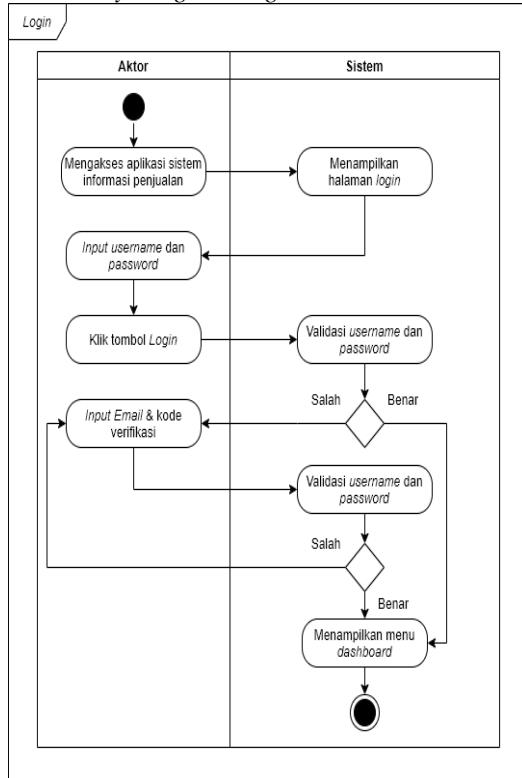 Login
Aktor
Sistem
Mengakses aplikasi sistem
informasi penjualan
Menampilkan
halaman login
Input username dan
password
Klik tombol Login
Validasi username dan
password
Salah
Benar
Input Email & kode
verifikasi
Validasi username dan
password
Salah
Benar
Menampilkan menu
dashboard